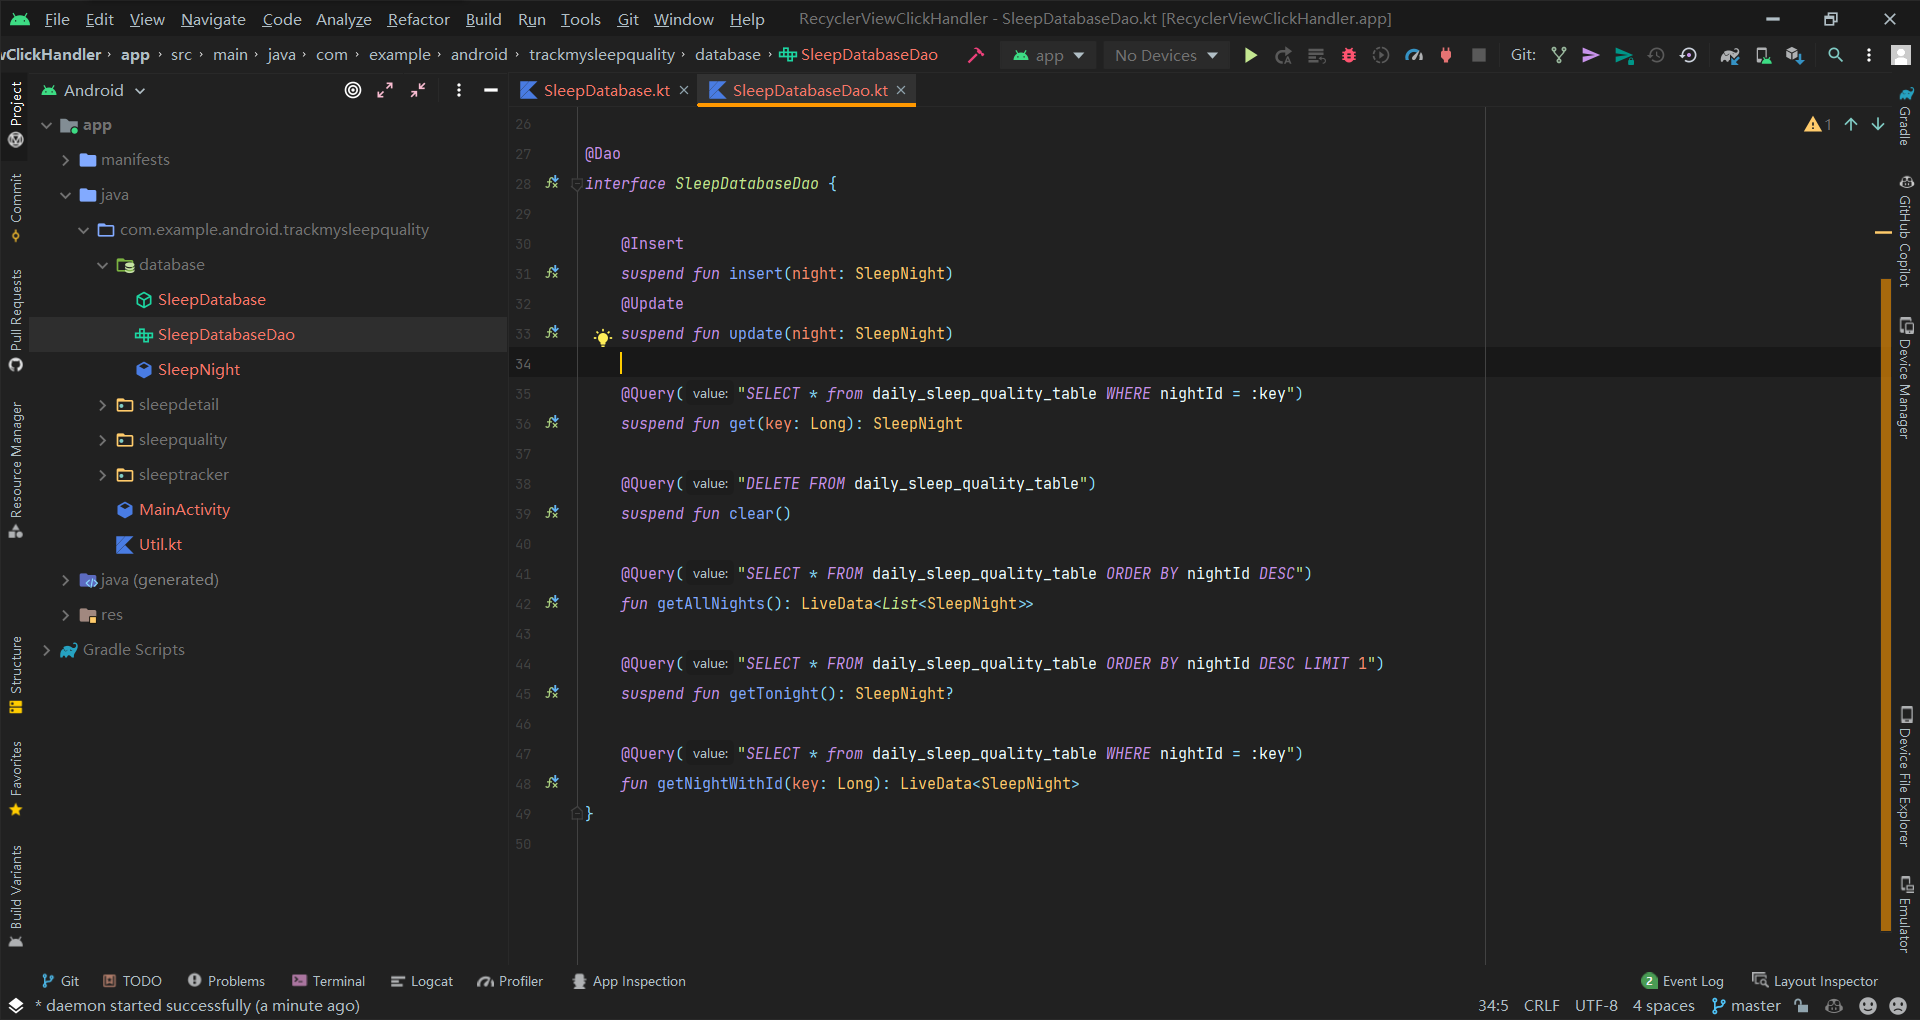 File Edit View Navigate Code Analyze Refactor Build Run Tools Git Window Help RecyclerViewClickHandler - SleepDatabaseDao.kt [RecyclerViewClickHandler.app]
vClickHandler › app › src › main › java › com › example › android › trackmysleepquality › database › SleepDatabaseDao app No Devices Git:
Android
SleepDatabase.kt SleepDatabaseDao.kt
app
manifests
java
com.example.android.trackmysleepquality
database
SleepDatabase
SleepDatabaseDao
SleepNight
sleepdetail
sleepquality
sleeptracker
MainActivity
Util.kt
java (generated)
res
Gradle Scripts
Project
Commit
Pull Requests
Resource Manager
Structure
Favorites
Build Variants
26
27 @Dao
28 interface SleepDatabaseDao {
29
30 @Insert
31 suspend fun insert(night: SleepNight)
32 @Update
33 suspend fun update(night: SleepNight)
34
35 @Query( value: "SELECT * from daily_sleep_quality_table WHERE nightId = :key")
36 suspend fun get(key: Long): SleepNight
37
38 @Query( value: "DELETE FROM daily_sleep_quality_table")
39 suspend fun clear()
40
41 @Query( value: "SELECT * FROM daily_sleep_quality_table ORDER BY nightId DESC")
42 fun getAllNights(): LiveData<List<SleepNight>>
43
44 @Query( value: "SELECT * FROM daily_sleep_quality_table ORDER BY nightId DESC LIMIT 1")
45 suspend fun getTonight(): SleepNight?
46
47 @Query( value: "SELECT * from daily_sleep_quality_table WHERE nightId = :key")
48 fun getNightWithId(key: Long): LiveData<SleepNight>
49 }
50
1
Gradle
GitHub Copilot
Device Manager
Device File Explorer
Emulator
Git TODO Problems Terminal Logcat Profiler App Inspection 2 Event Log Layout Inspector
* daemon started successfully (a minute ago) 34:5 CRLF UTF-8 4 spaces master